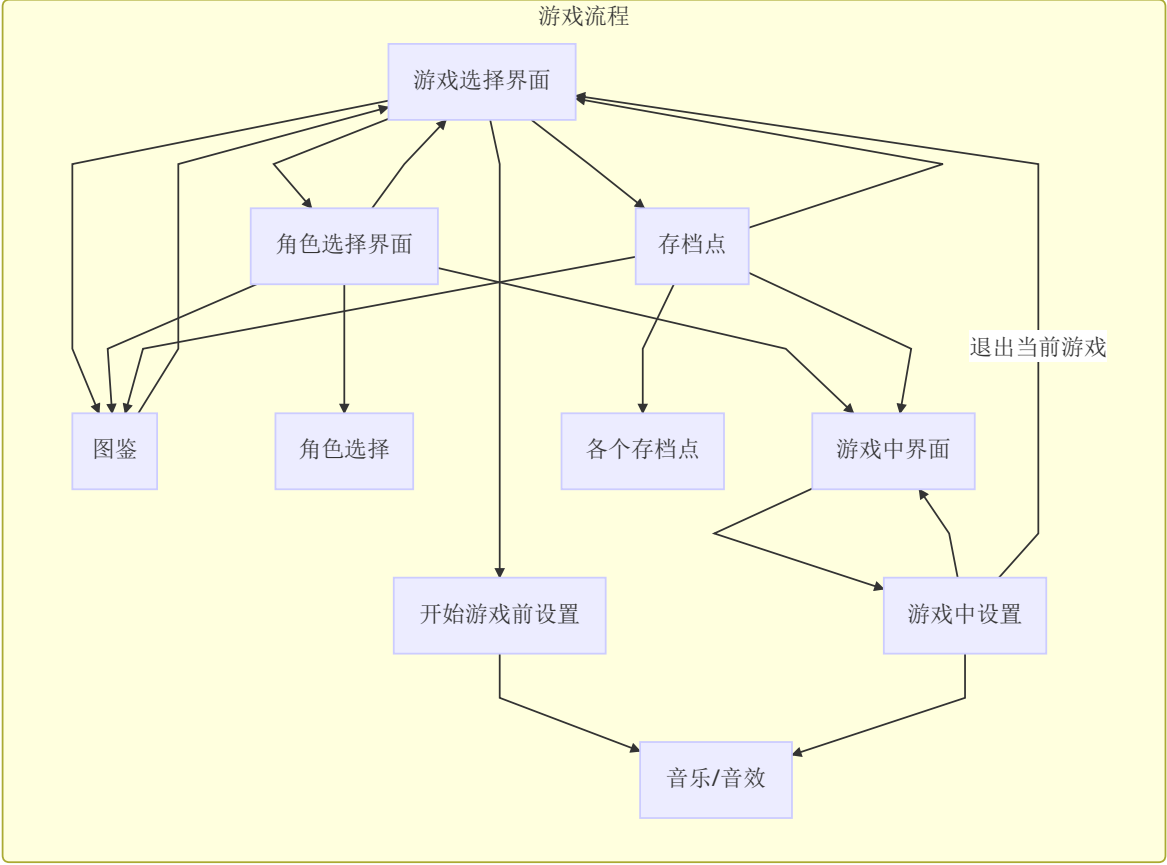 游戏流程
游戏选择界面
角色选择界面
存档点
退出当前游戏
图鉴
角色选择
各个存档点
游戏中界面
开始游戏前设置
游戏中设置
音乐/音效